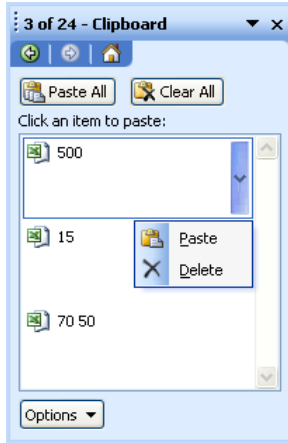 3 of 24 - Clipboard
Paste All Clear All
Click an item to paste:
500
15
Paste
Delete
70 50
Options